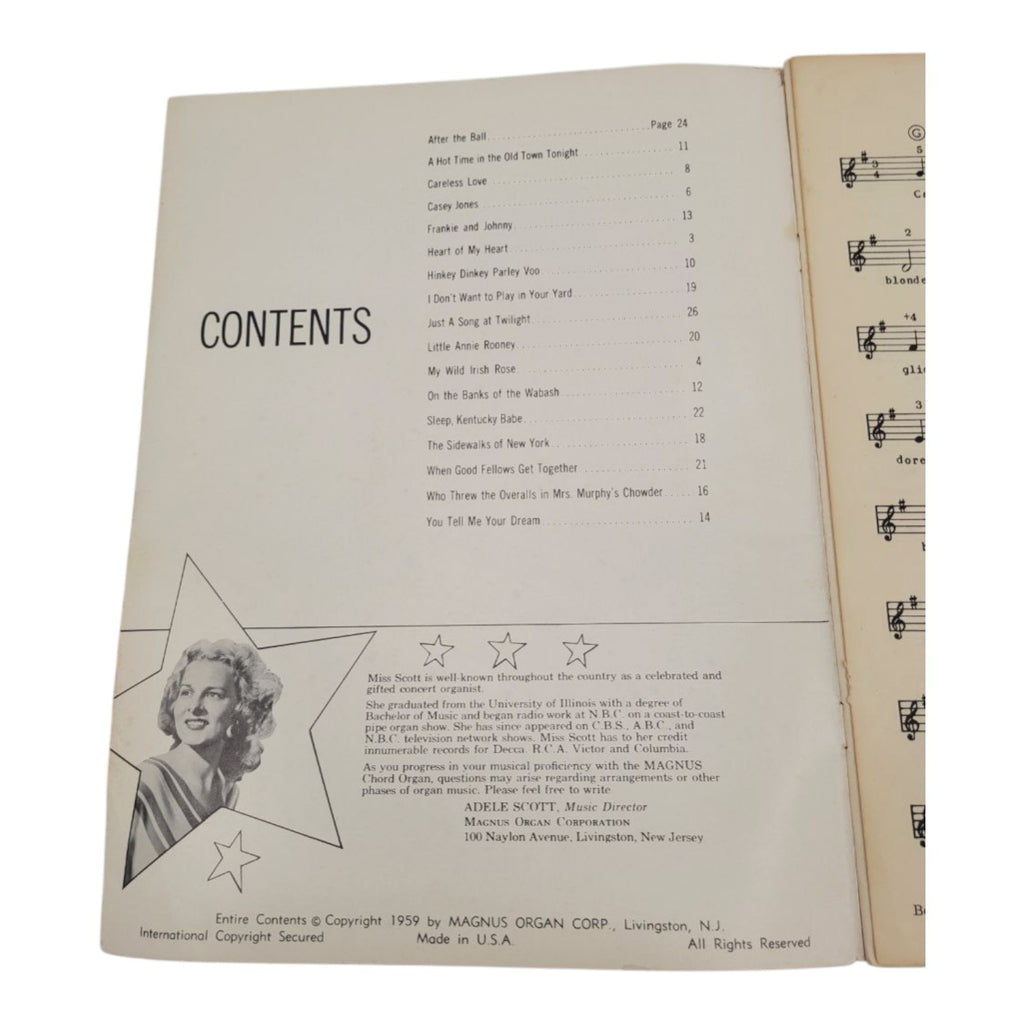 CONTENTS
After the Ball............................Page 24
A Hot Time in the Old Town Tonight ................ 11
Careless Love ................................ 8
Casey Jones ................................. 6
Frankie and Johnny............................ 13
Heart of My Heart............................. 3
Hinkey Dinkey Parley Voo ........................ 10
I Don't Want to Play in Your Yard................... 19
Just A Song at Twilight.......................... 26
Little Annie Rooney............................ 20
My Wild Irish Rose ............................. 4
On the Banks of the Wabash ...................... 12
Sleep, Kentucky Babe........................... 22
The Sidewalks of New York ....................... 18
When Good Fellows Get Together .................. 21
Who Threw the Overalls in Mrs. Murphy's Chowder..... 16
You Tell Me Your Dream ......................... 14
Miss Scott is well-known throughout the country as a celebrated and
gifted concert organist.
She graduated from the University of Illinois with a degree of
Bachelor of Music and began radio work at N.B.C. on a coast-to-coast
pipe organ show. She has since appeared on C.B.S., A.B.C., and
N.B.C. television network shows. Miss Scott has to her credit
innumerable records for Decca, R.C.A. Victor and Columbia.
As you progress in your musical proficiency with the MAGNUS
Chord Organ, questions may arise regarding arrangements or other
phases of organ music. Please feel free to write
ADELE SCOTT, Music Director
MAGNUS ORGAN CORPORATION
100 Naylon Avenue, Livingston, New Jersey
Entire Contents © Copyright 1959 by MAGNUS ORGAN CORP., Livingston, N.J.
International Copyright Secured Made in U.S.A. All Rights Reserved
G
5
3
4
2
blonde
+4
3
dore